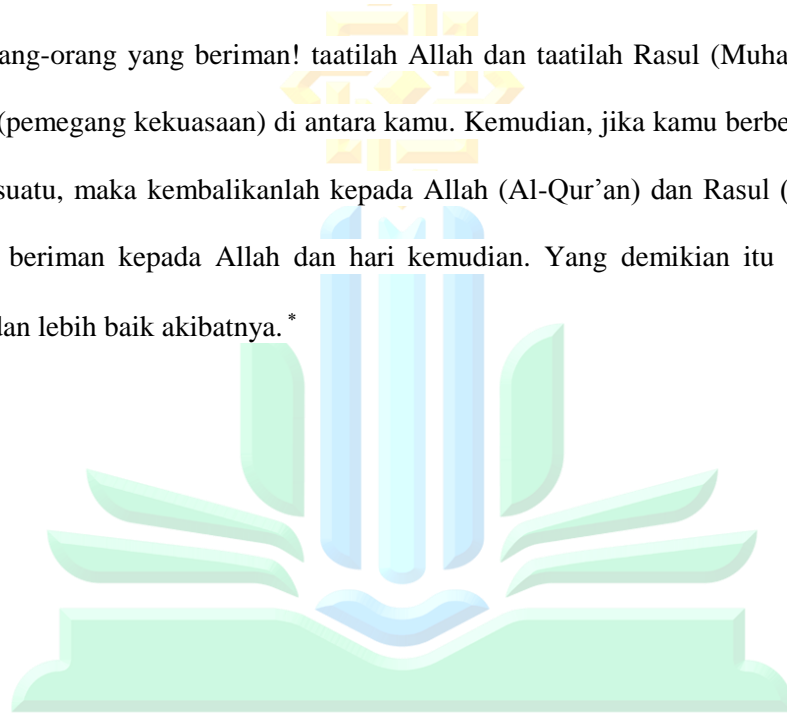 ang-orang yang beriman! taatilah Allah dan taatilah Rasul (Muha
(pemegang kekuasaan) di antara kamu. Kemudian, jika kamu berbe
suatu, maka kembalikanlah kepada Allah (Al-Qur’an) dan Rasul (
beriman kepada Allah dan hari kemudian. Yang demikian itu
dan lebih baik akibatnya. *